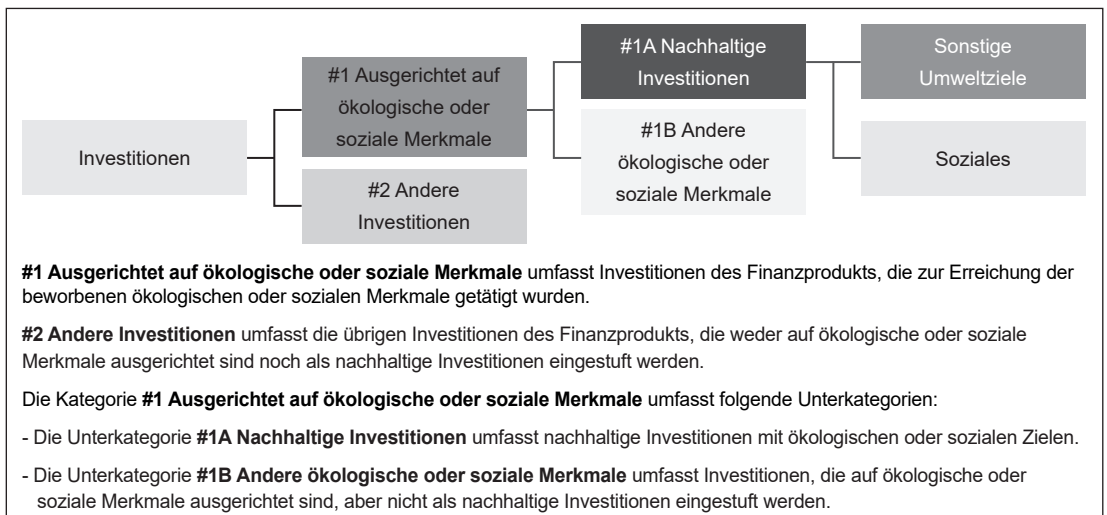 Investitionen
#1 Ausgerichtet auf
ökologische oder
soziale Merkmale
#2 Andere
Investitionen
#1A Nachhaltige
Investitionen
#1B Andere
ökologische oder
soziale Merkmale
Sonstige
Umweltziele
Soziales
#1 Ausgerichtet auf ökologische oder soziale Merkmale umfasst Investitionen des Finanzprodukts, die zur Erreichung der
beworbenen ökologischen oder sozialen Merkmale getätigt wurden.
#2 Andere Investitionen umfasst die übrigen Investitionen des Finanzprodukts, die weder auf ökologische oder soziale
Merkmale ausgerichtet sind noch als nachhaltige Investitionen eingestuft werden.
Die Kategorie #1 Ausgerichtet auf ökologische oder soziale Merkmale umfasst folgende Unterkategorien:
- Die Unterkategorie #1A Nachhaltige Investitionen umfasst nachhaltige Investitionen mit ökologischen oder sozialen Zielen.
- Die Unterkategorie #1B Andere ökologische oder soziale Merkmale umfasst Investitionen, die auf ökologische oder
soziale Merkmale ausgerichtet sind, aber nicht als nachhaltige Investitionen eingestuft werden.